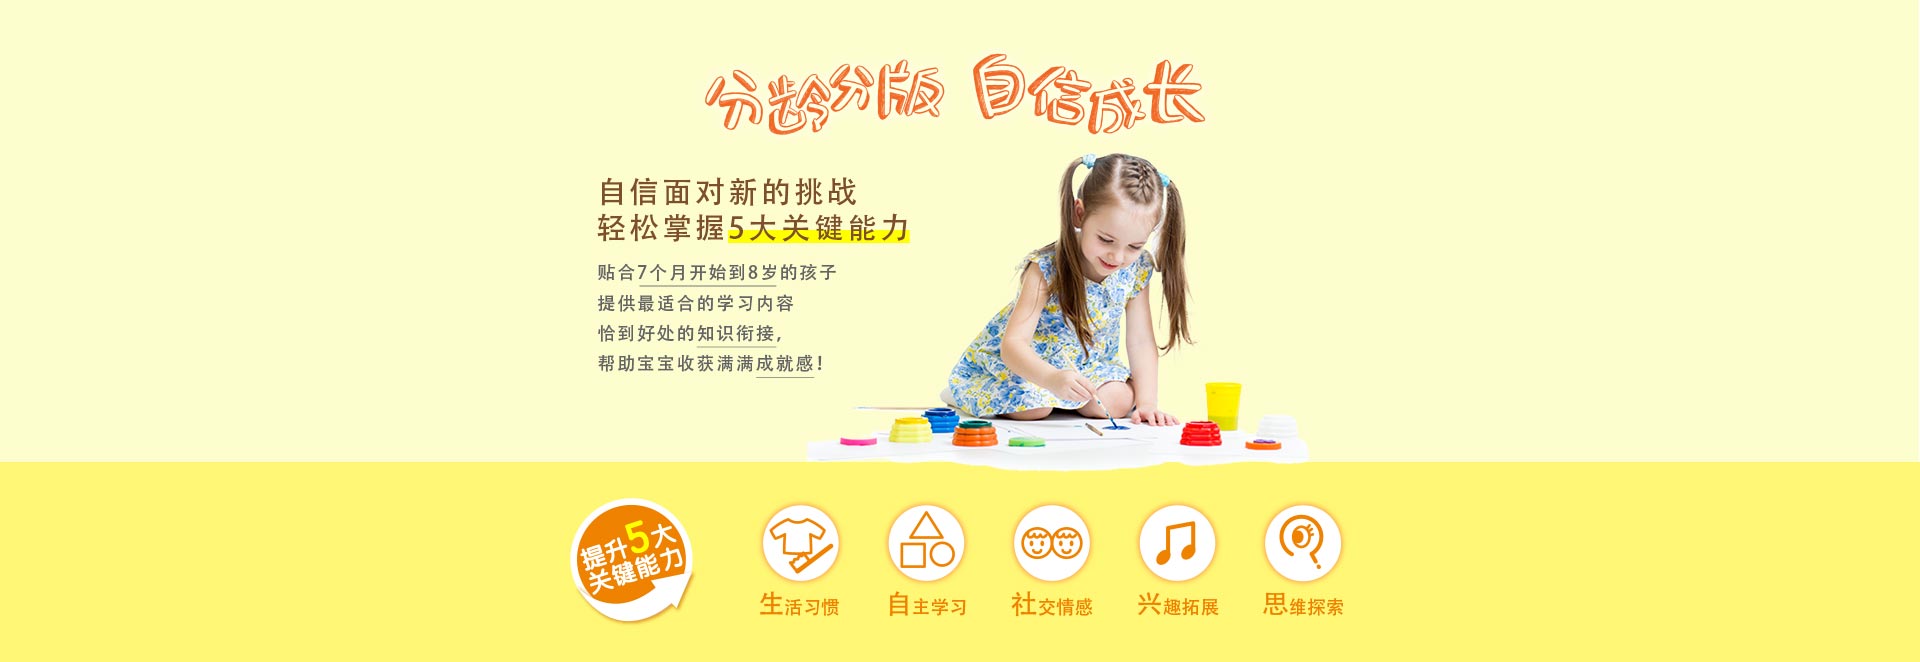 分龄分版 自信成长
自信面对新的挑战
轻松掌握5大关键能力
贴合7个月开始到8岁的孩子
提供最适合的学习内容
恰到好处的知识衔接,
帮助宝宝收获满满成就感!
提升5大
关键能力
生活习惯
自主学习
社交情感
兴趣拓展
思维探索